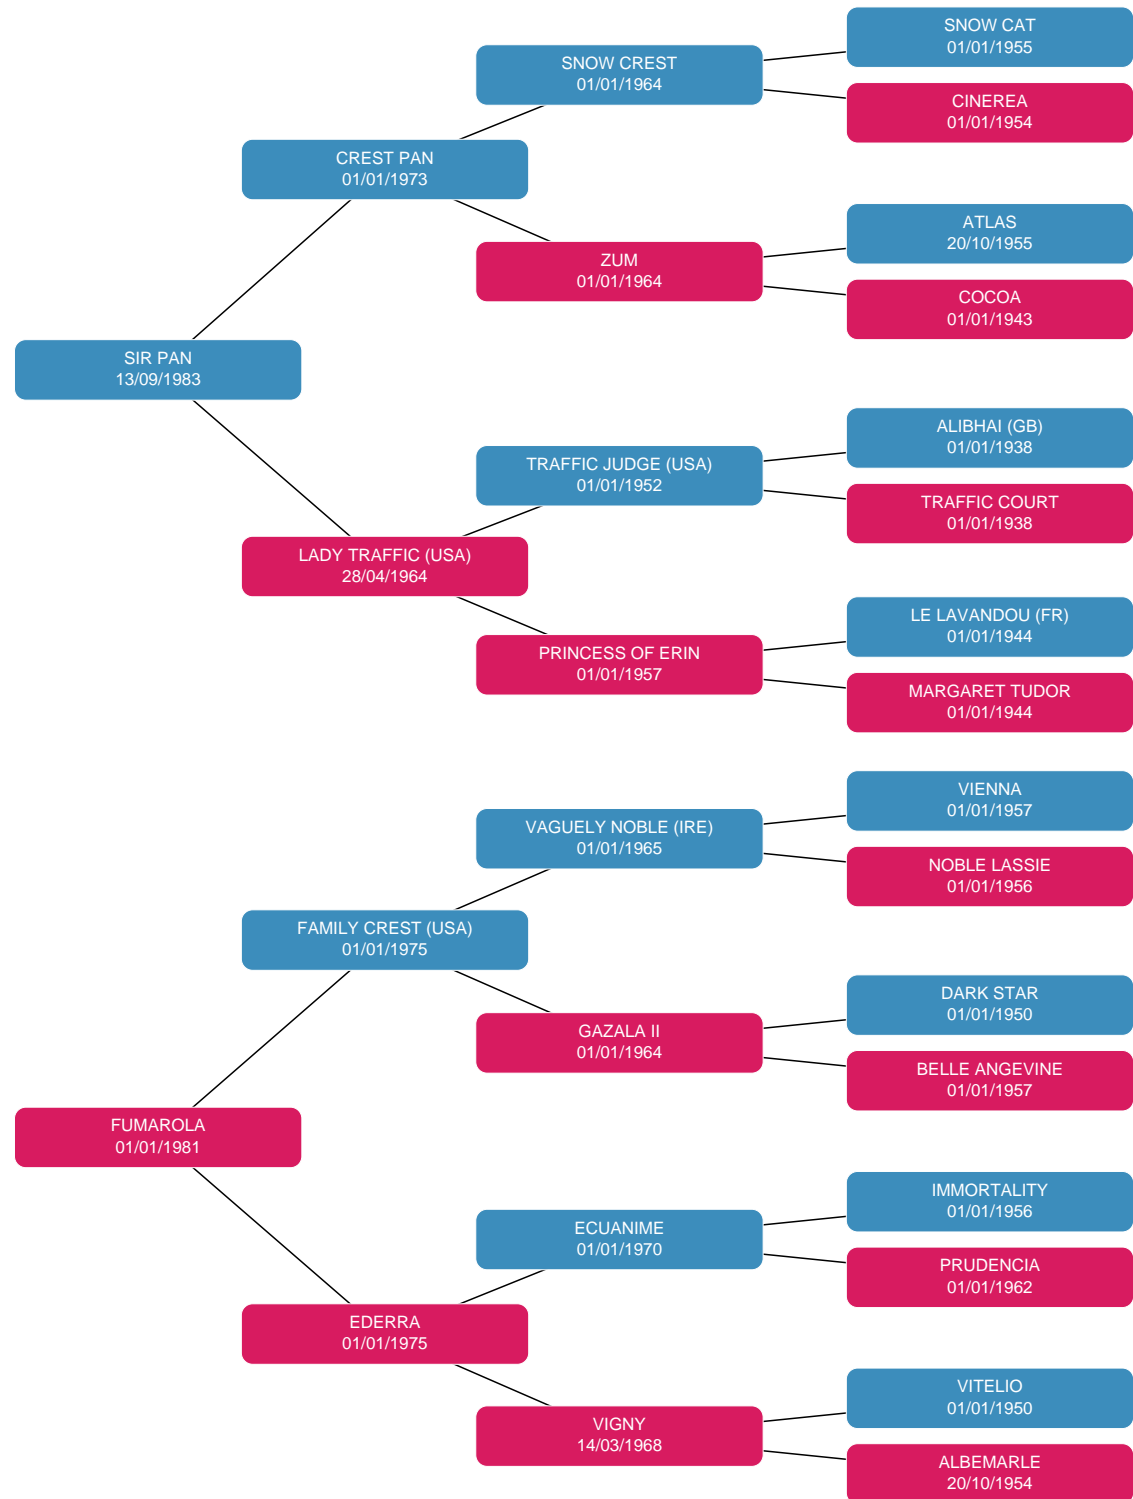 SNOW CAT
01/01/1955
SNOW CREST
01/01/1964
CINEREA
01/01/1954
CREST PAN
01/01/1973
ATLAS
20/10/1955
ZUM
01/01/1964
COCOA
01/01/1943
SIR PAN
13/09/1983
ALIBHAI (GB)
01/01/1938
TRAFFIC JUDGE (USA)
01/01/1952
TRAFFIC COURT
01/01/1938
LADY TRAFFIC (USA)
28/04/1964
LE LAVANDOU (FR)
01/01/1944
PRINCESS OF ERIN
01/01/1957
MARGARET TUDOR
01/01/1944
VIENNA
01/01/1957
VAGUELY NOBLE (IRE)
01/01/1965
NOBLE LASSIE
01/01/1956
FAMILY CREST (USA)
01/01/1975
DARK STAR
01/01/1950
GAZALA II
01/01/1964
BELLE ANGEVINE
01/01/1957
FUMAROLA
01/01/1981
IMMORTALITY
01/01/1956
ECUANIME
01/01/1970
PRUDENCIA
01/01/1962
EDERRA
01/01/1975
VITELIO
01/01/1950
VIGNY
14/03/1968
ALBEMARLE
20/10/1954